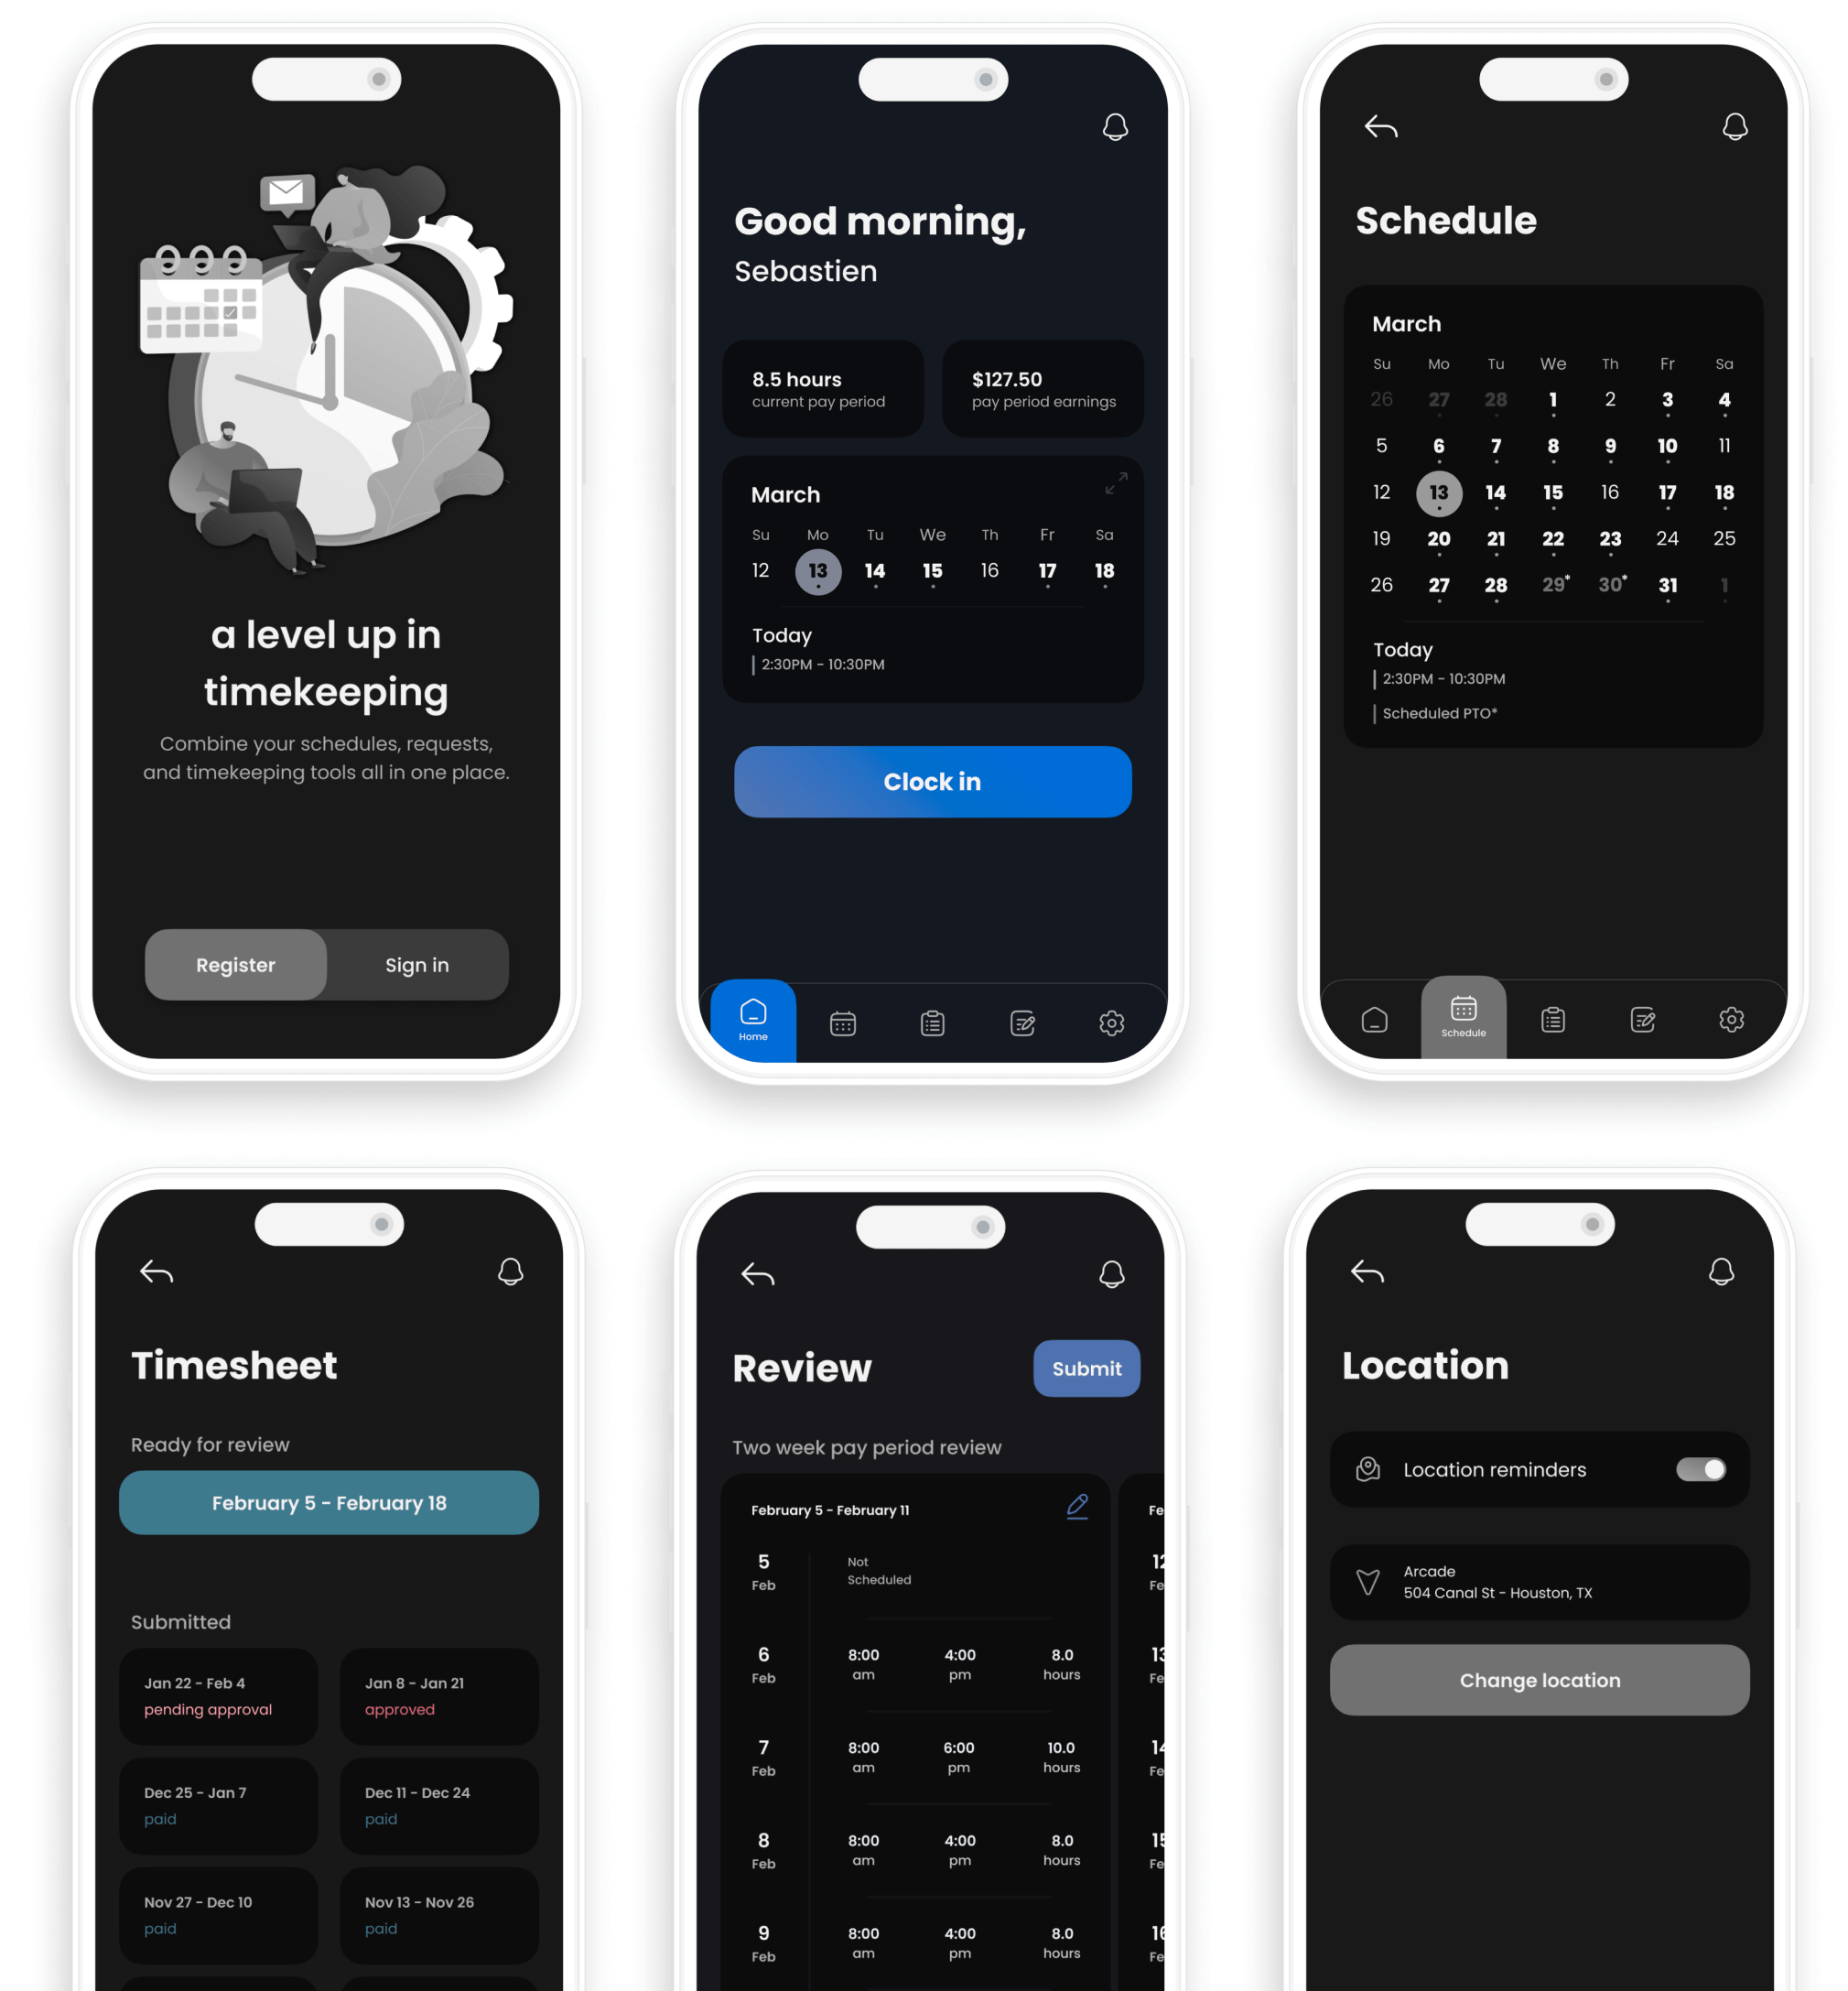 a level up in
timekeeping
Combine your schedules, requests,
and timekeeping tools all in one place.
Register Sign in
Good morning,
Sebastien
8.5 hours
current pay period
$127.50
pay period earnings
March
Su Mo Tu We Th Fr Sa
12 13 14 15 16 17 18
Today
2:30PM - 10:30PM
Clock in
Home
Schedule
March
Su Mo Tu We Th Fr Sa
26 27 28 1 2 3 4
5 6 7 8 9 10 11
12 13 14 15 16 17 18
19 20 21 22 23 24 25
26 27 28 29* 30* 31 1
Today
2:30PM - 10:30PM
Scheduled PTO*
Schedule
Timesheet
Ready for review
February 5 - February 18
Submitted
Jan 22 - Feb 4
pending approval
Jan 8 - Jan 21
approved
Dec 25 - Jan 7
paid
Dec 11 - Dec 24
paid
Nov 27 - Dec 10
paid
Nov 13 - Nov 26
paid
Review
Submit
Two week pay period review
February 5 - February 11
5
Feb
Not
Scheduled
6 8:00 4:00 8.0
Feb am pm hours
7 8:00 6:00 10.0
Feb am pm hours
8 8:00 4:00 8.0
Feb am pm hours
9 8:00 4:00 8.0
Feb am pm hours
Fe
12
Fe
13
Fe
14
Fe
15
Fe
16
Fe
Location
Location reminders
Arcade
504 Canal St - Houston, TX
Change location